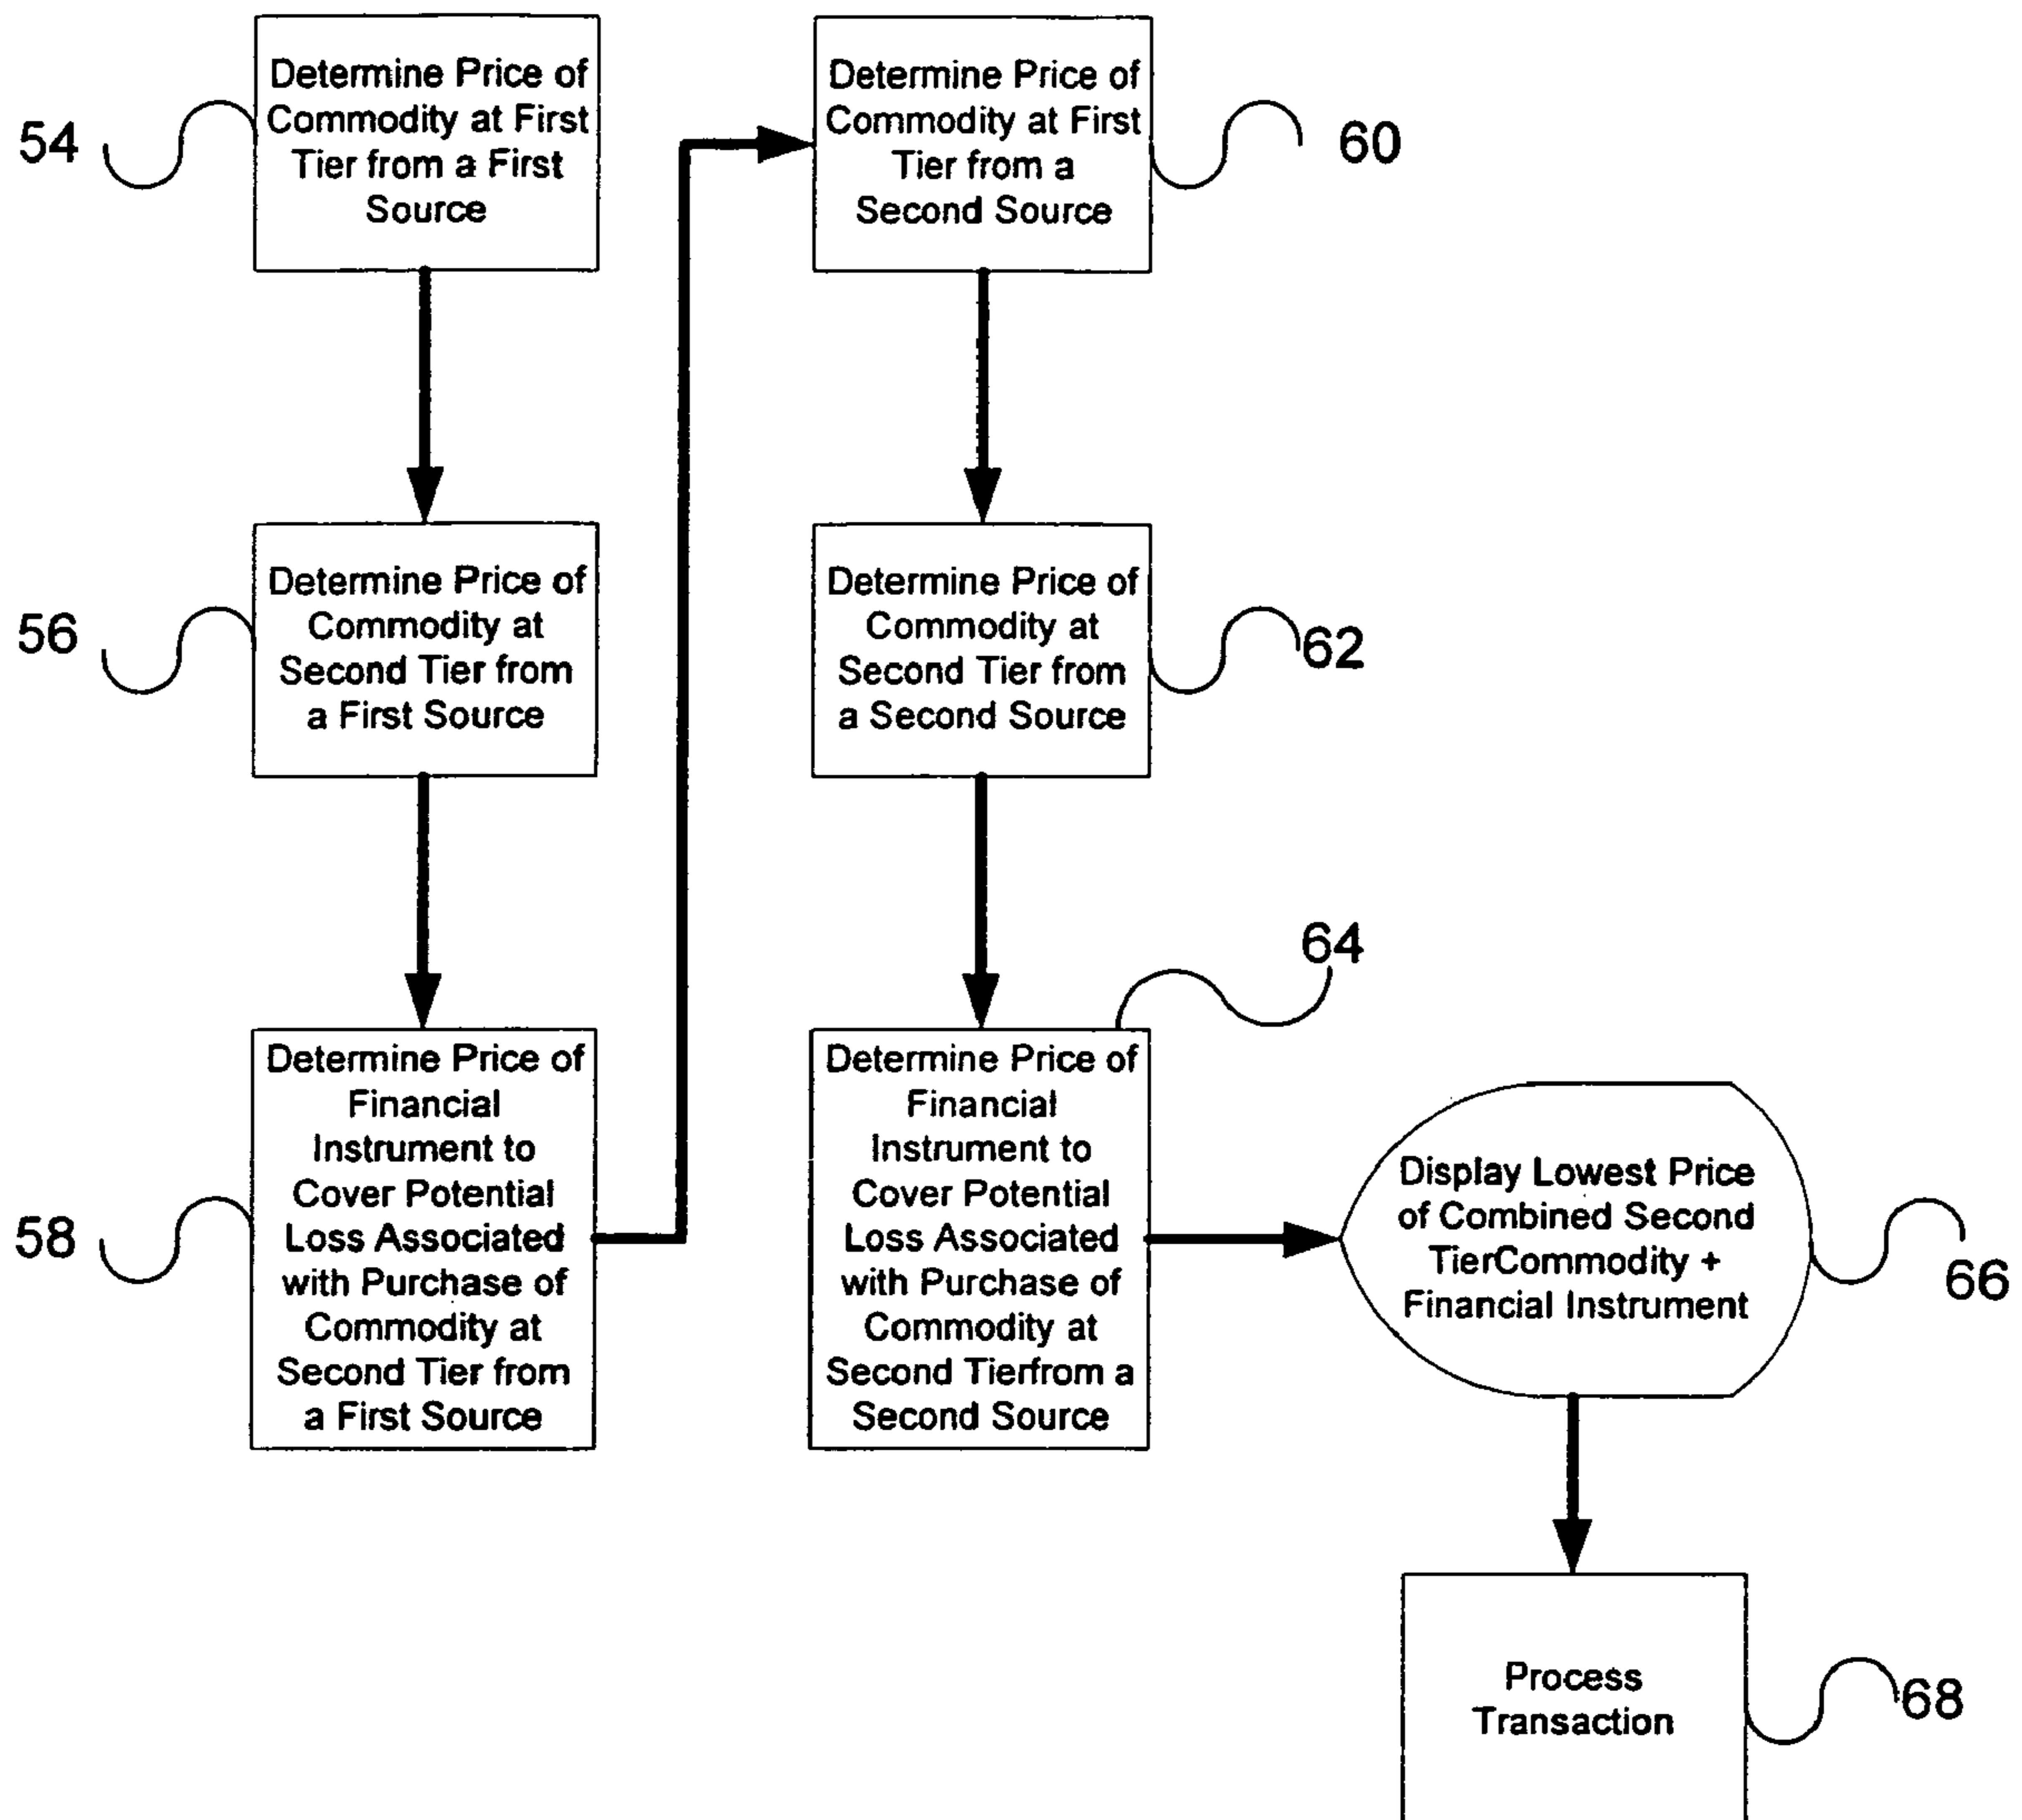 54
Determine Price of
Commodity at First
Tier from a First
Source
56
Determine Price of
Commodity at
Second Tier from
a First Source
58
Determine Price of
Financial
Instrument to
Cover Potential
Loss Associated
with Purchase of
Commodity at
Second Tier from
a First Source
Determine Price of
Commodity at First
Tier from a
Second Source
60
Determine Price of
Commodity at
Second Tier from
a Second Source
62
64
Determine Price of
Financial
Instrument to
Cover Potential
Loss Associated
with Purchase of
Commodity at
Second Tierfrom a
Second Source
Display Lowest Price
of Combined Second
TierCommodity +
Financial Instrument
66
Process
Transaction
68